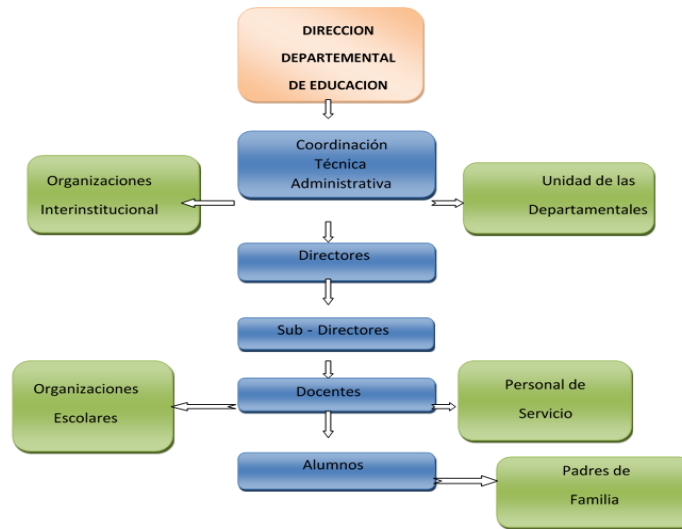 DIRECCION
DEPARTEMENTAL
DE EDUCACION
Coordinación
Técnica
Administrativa
Organizaciones
Interinstitucional
Unidad de las
Departamentales
Directores
Sub - Directores
Organizaciones
Escolares
Docentes
Personal de
Servicio
Alumnos
Padres de
Familia